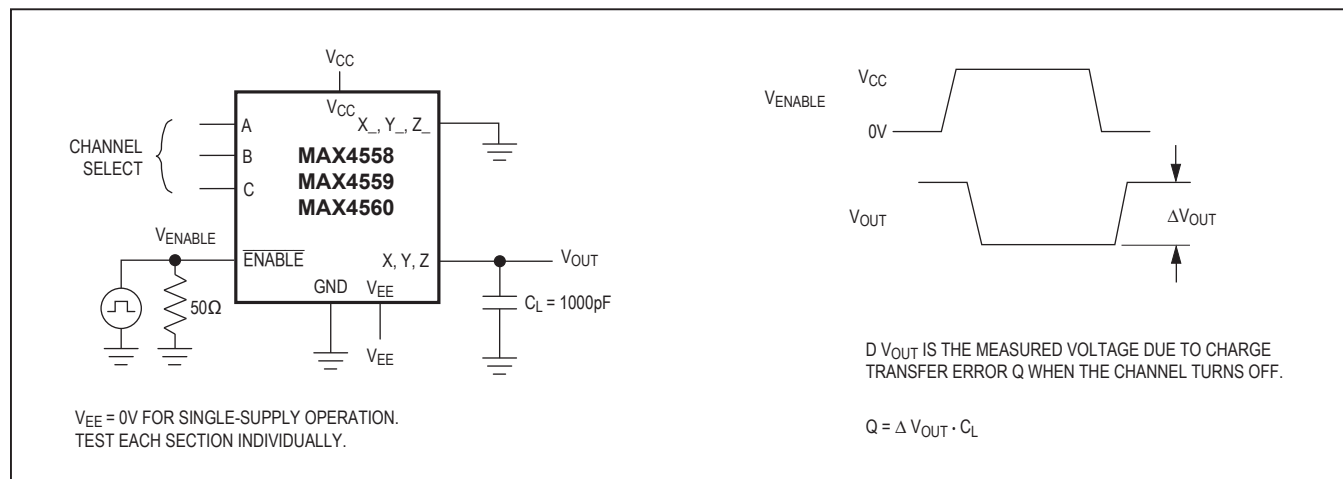 VCC
VCC
A
X_, Y_, Z_
CHANNEL
SELECT
B
C
MAX4558
MAX4559
MAX4560
VENABLE
ENABLE
X, Y, Z
VOUT
50Ω
GND
VEE
CL = 1000pF
VEE
VEE = 0V FOR SINGLE-SUPPLY OPERATION.
TEST EACH SECTION INDIVIDUALLY.
VCC
VENABLE
0V
VOUT
ΔVOUT
D VOUT IS THE MEASURED VOLTAGE DUE TO CHARGE
TRANSFER ERROR Q WHEN THE CHANNEL TURNS OFF.
Q = Δ VOUT · CL